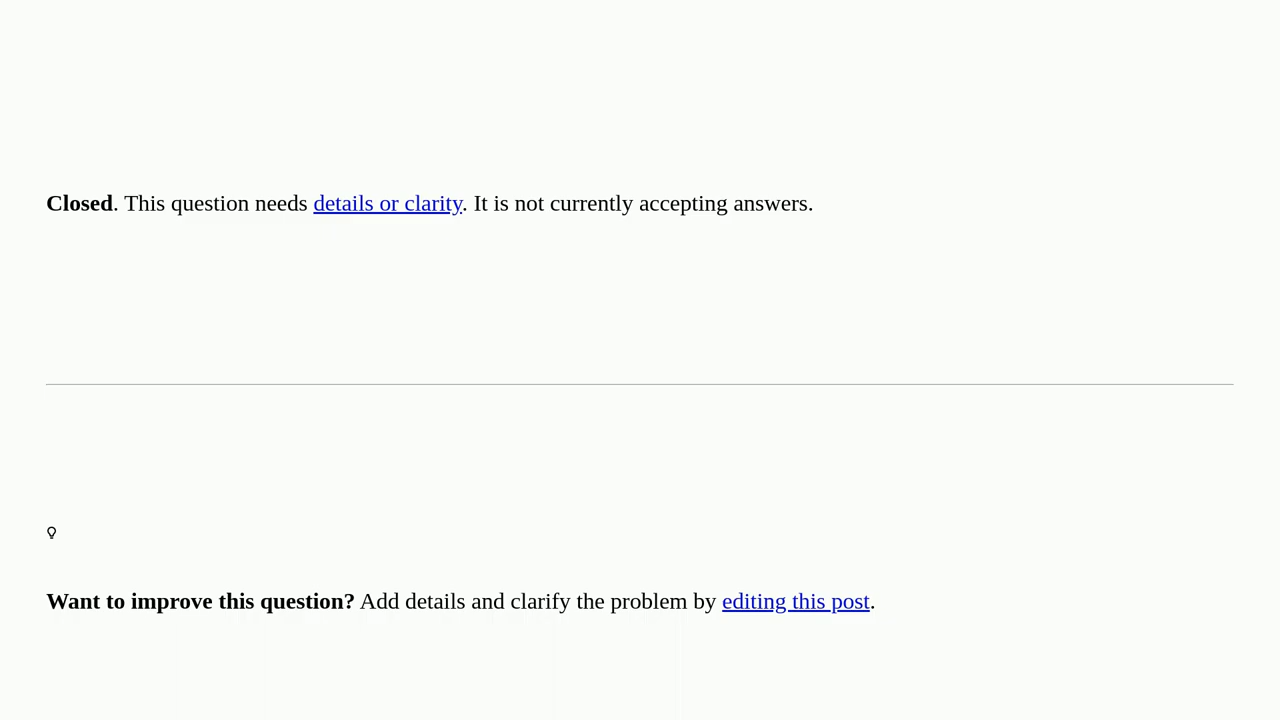 Closed. This question needs details or clarity. It is not currently accepting answers.
Want to improve this question? Add details and clarify the problem by editing this post.